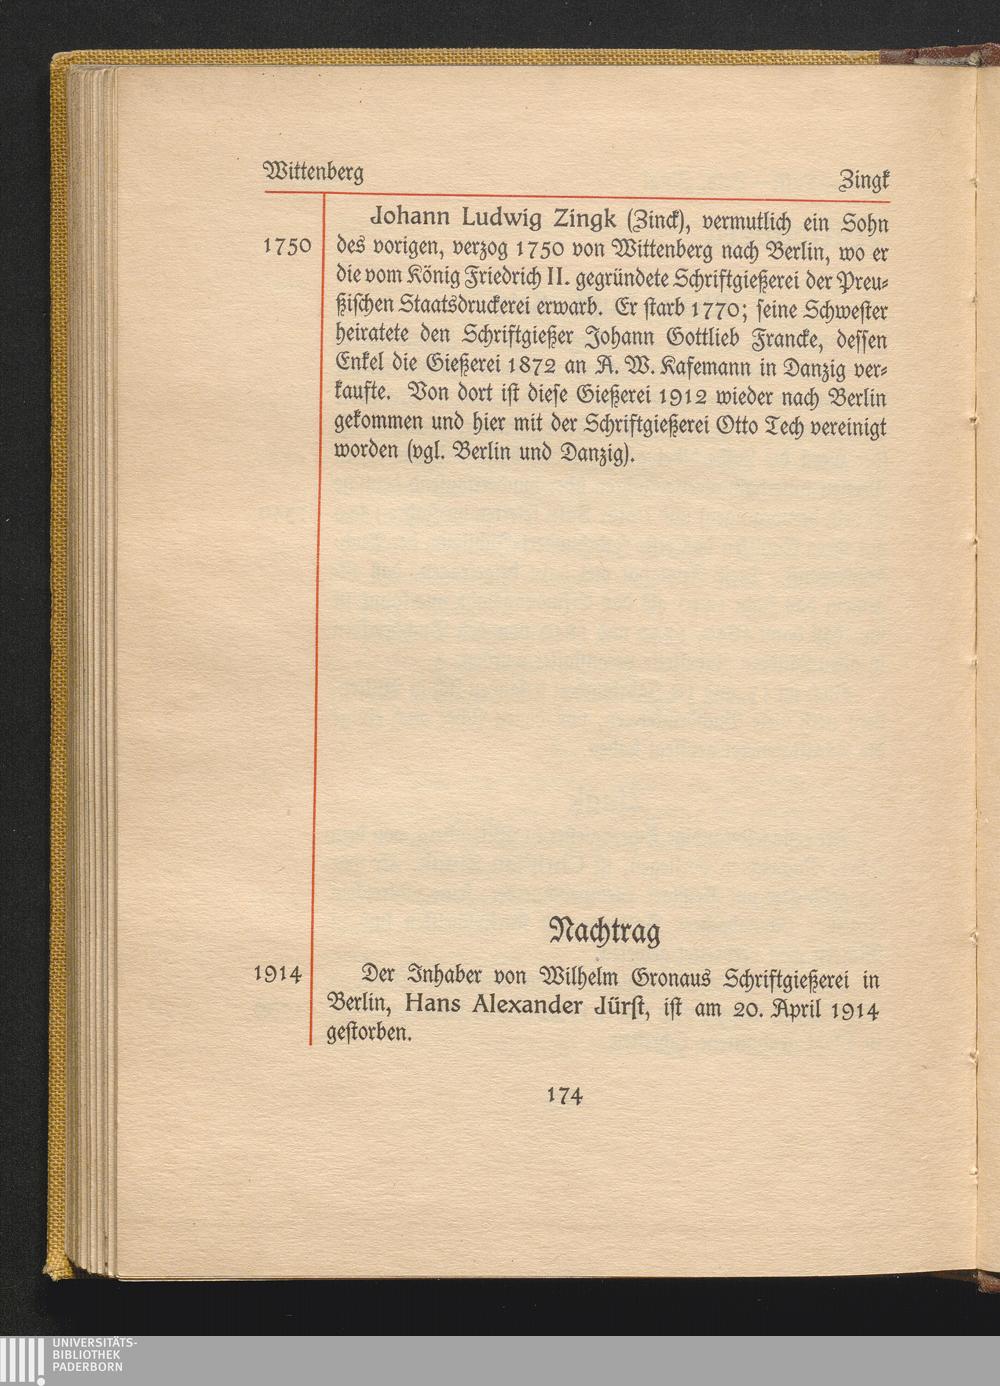 Wittenberg Zingk
Johann Ludwig Zingk (Zinck), vermutlich ein Sohn
1750 des vorigen, verzog 1750 von Wittenberg nach Berlin, wo er
die vom König Friedrich II. gegründete Schriftgießerei der Preu-
ßischen Staatsdruckerei erwarb. Er starb 1770; seine Schwester
heiratete den Schriftgießer Johann Gottlieb Francke, dessen
Enkel die Gießerei 1872 an A. W. Kafemann in Danzig ver-
kaufte. Von dort ist diese Gießerei 1912 wieder nach Berlin
gekommen und hier mit der Schriftgießerei Otto Tech vereinigt
worden (vgl. Berlin und Danzig).
Nachtrag
1914 Der Inhaber von Wilhelm Gronaus Schriftgießerei in
Berlin, Hans Alexander Jürst, ist am 20. April 1914
gestorben.
174
UNIVERSITÄTS-
BIBLIOTHEK
PADERBORN